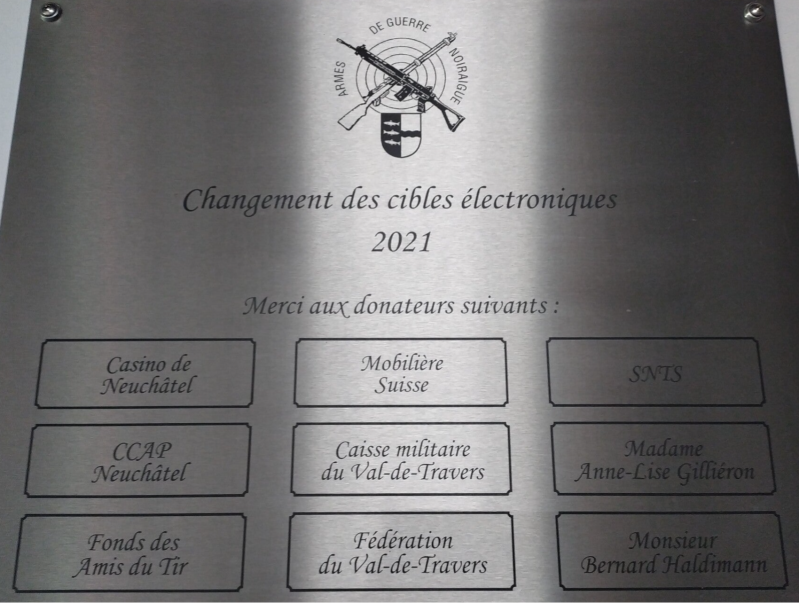 ARMES DE GUERRE NOIRAIGUE
Changement des cibles électroniques
2021
Merci aux donateurs suivants :
Casino de
Neuchâtel
Mobilière
Suisse
SNTS
CCAP
Neuchâtel
Caisse militaire
du Val-de-Travers
Madame
Anne-Lise Gilliéron
Fonds des
Amis du Tir
Fédération
du Val-de-Travers
Monsieur
Bernard Haldimann